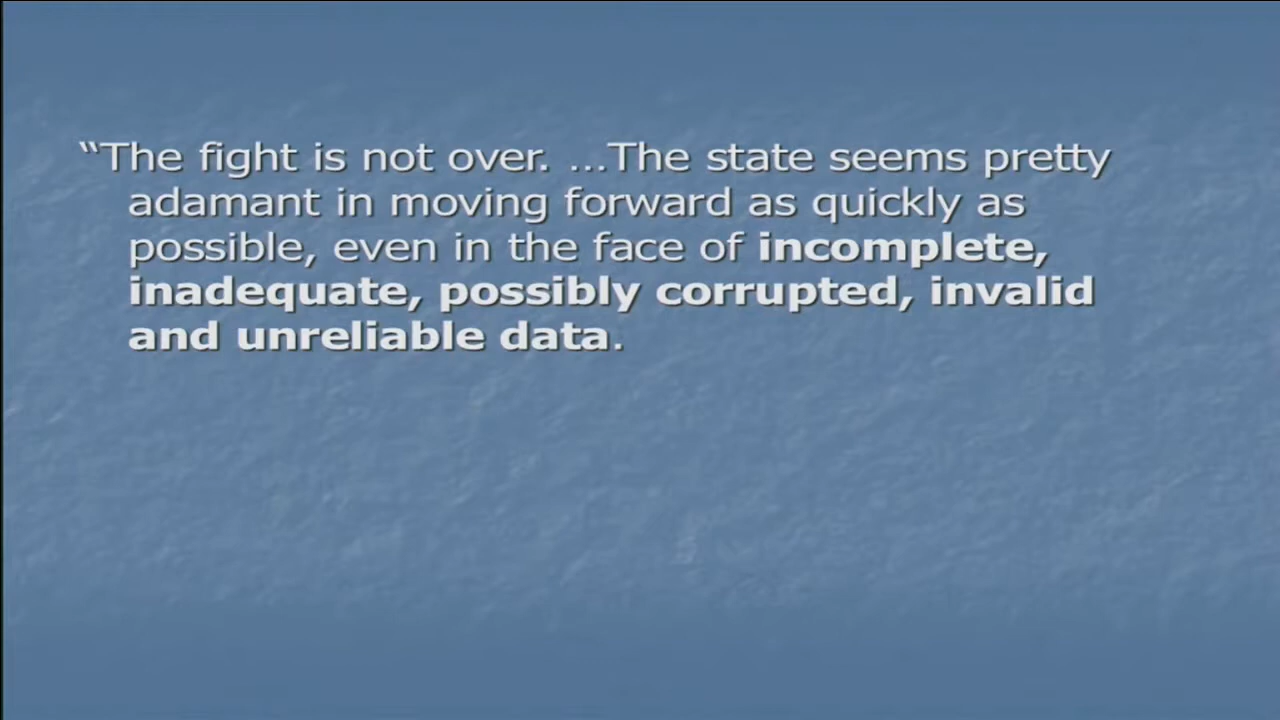 “The fight is not over. ...The state seems pretty
adamant in moving forward as quickly as
possible, even in the face of incomplete,
inadequate, possibly corrupted, invalid
and unreliable data.